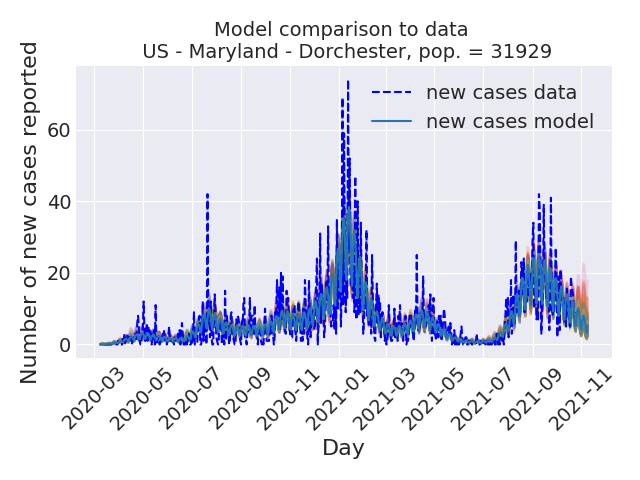 Model comparison to data
US - Maryland - Dorchester, pop. = 31929
new cases data
new cases model
Number of new cases reported
60
40
20
0
2020-03
2020-05
2020-07
2020-09
2020-11
2021-01
2021-03
2021-05
2021-07
2021-09
2021-11
Day